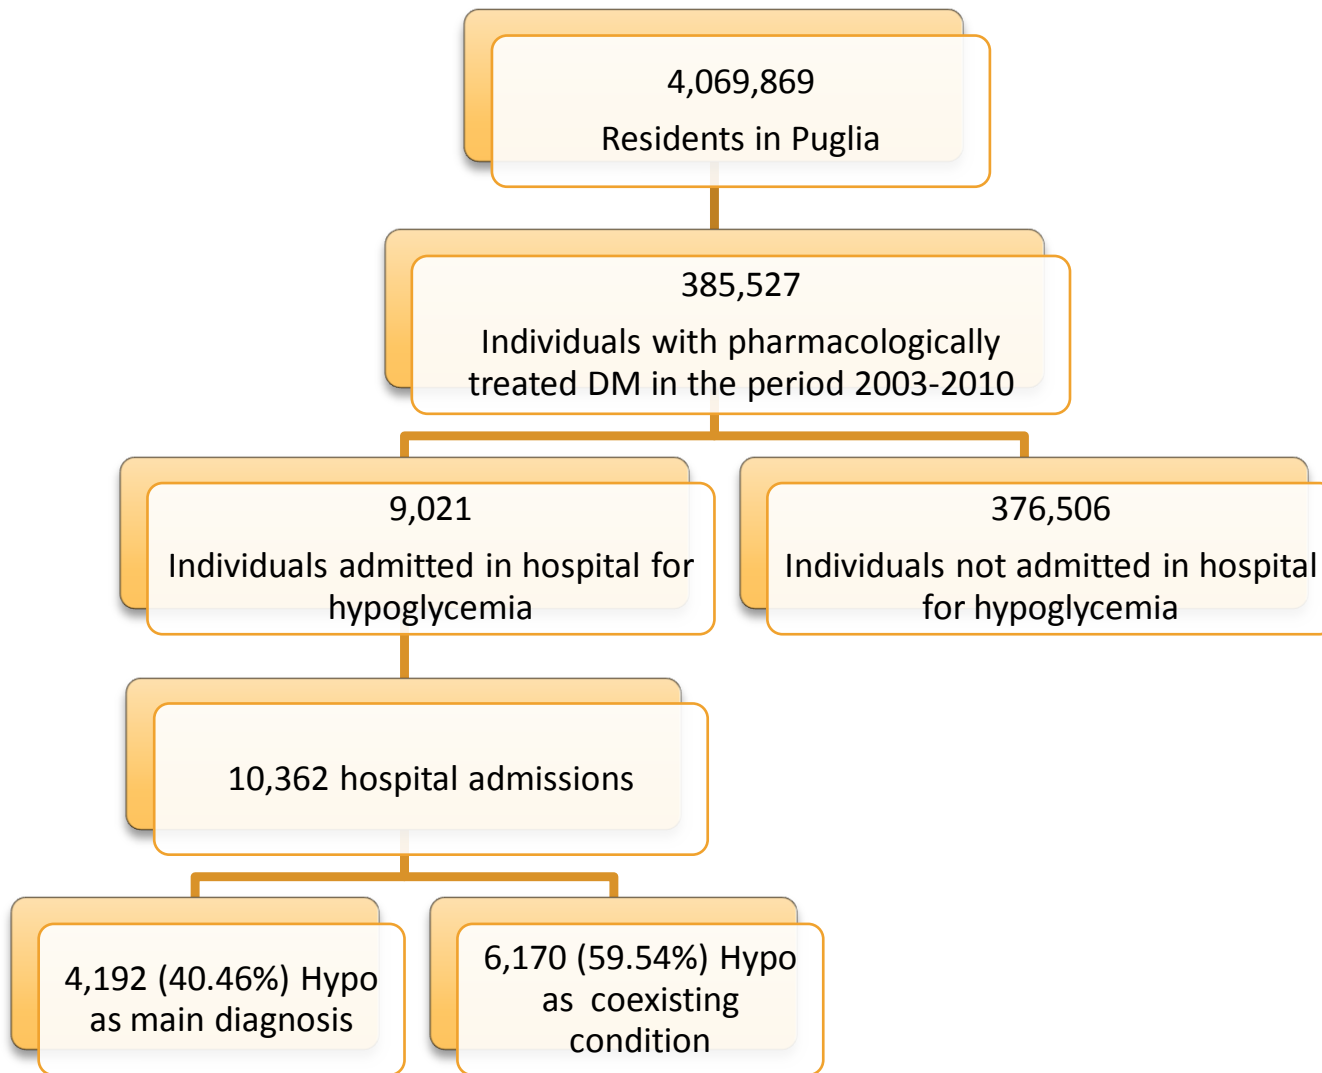 4,069,869
Residents in Puglia
385,527
Individuals with pharmacologically
treated DM in the period 2003-2010
9,021
Individuals admitted in hospital for
hypoglycemia
376,506
Individuals not admitted in hospital
for hypoglycemia
10,362 hospital admissions
4,192 (40.46%) Hypo
as main diagnosis
6,170 (59.54%) Hypo
as coexisting
condition